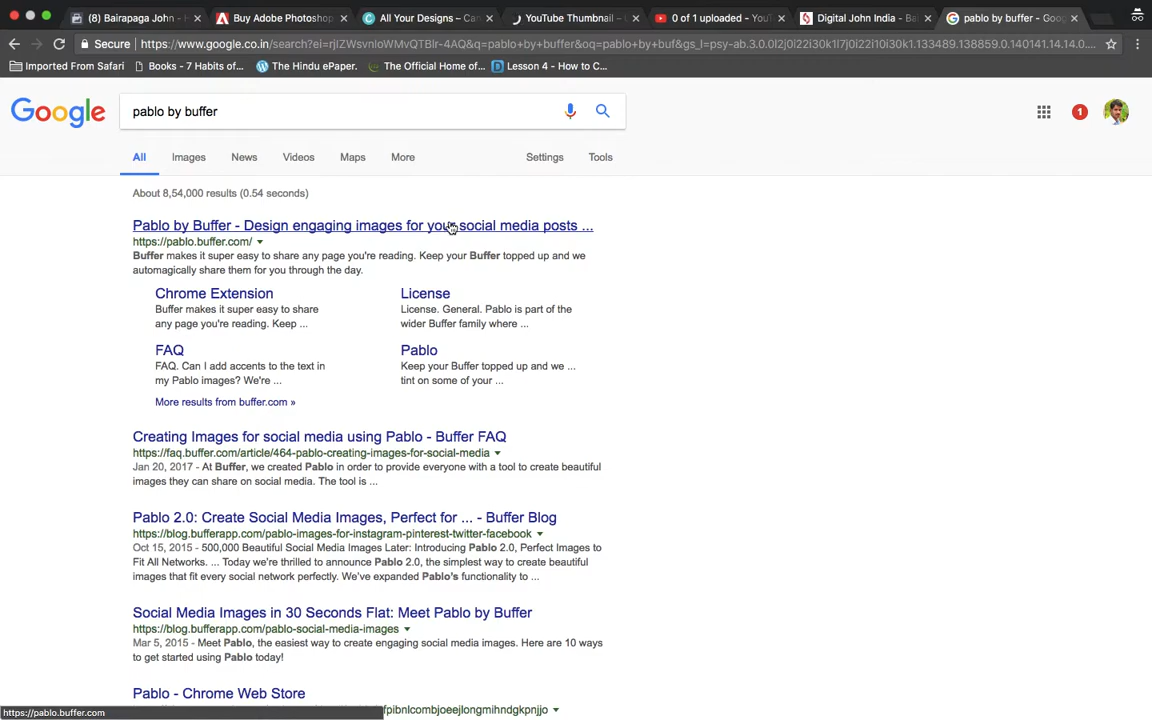 (8) Bairapaga John -
Buy Adobe Photoshop
All Your Designs – Can
YouTube Thumbnail –
0 of 1 uploaded - YouTu
Digital John India - Ba
pablo by buffer - Goog
Secure
https://www.google.co.in/search?ei=rjIZWsvnIoWMvQTBlr-4AQ&q=pablo+by+buffer&oq=pablo+by+buf&gs_l=psy-ab.3.0.0l2j0i22i30k1l7j0i22i10i30k1.133489.138859.0.140141.14.14.0....
Imported From Safari
Books - 7 Habits of...
The Hindu ePaper.
The Official Home of...
Lesson 4 - How to C...
Google
pablo by buffer
1
All
Images
News
Videos
Maps
More
Settings
Tools
About 8,54,000 results (0.54 seconds)
Pablo by Buffer - Design engaging images for your social media posts ...
https://pablo.buffer.com/
Buffer makes it super easy to share any page you're reading. Keep your Buffer topped up and we
automagically share them for you through the day.
Chrome Extension
Buffer makes it super easy to share
any page you're reading. Keep ...
License
License. General. Pablo is part of the
wider Buffer family where ...
FAQ
FAQ. Can I add accents to the text in
my Pablo images? We're ...
Pablo
Keep your Buffer topped up and we ...
tint on some of your ...
More results from buffer.com »
Creating Images for social media using Pablo - Buffer FAQ
https://faq.buffer.com/article/464-pablo-creating-images-for-social-media
Jan 20, 2017 - At Buffer, we created Pablo in order to provide everyone with a tool to create beautiful
images they can share on social media. The tool is ...
Pablo 2.0: Create Social Media Images, Perfect for ... - Buffer Blog
https://blog.bufferapp.com/pablo-images-for-instagram-pinterest-twitter-facebook
Oct 15, 2015 - 500,000 Beautiful Social Media Images Later: Introducing Pablo 2.0, Perfect Images to
Fit All Networks. ... Today we're thrilled to announce Pablo 2.0, the simplest way to create beautiful
images that fit every social network perfectly. We've expanded Pablo's functionality to ...
Social Media Images in 30 Seconds Flat: Meet Pablo by Buffer
https://blog.bufferapp.com/pablo-social-media-images
Mar 5, 2015 - Meet Pablo, the easiest way to create engaging social media images. Here are 10 ways
to get started using Pablo today!
Pablo - Chrome Web Store
https://pablo.buffer.com
fpibnlcombjoeejlongmihndgkpnjjo